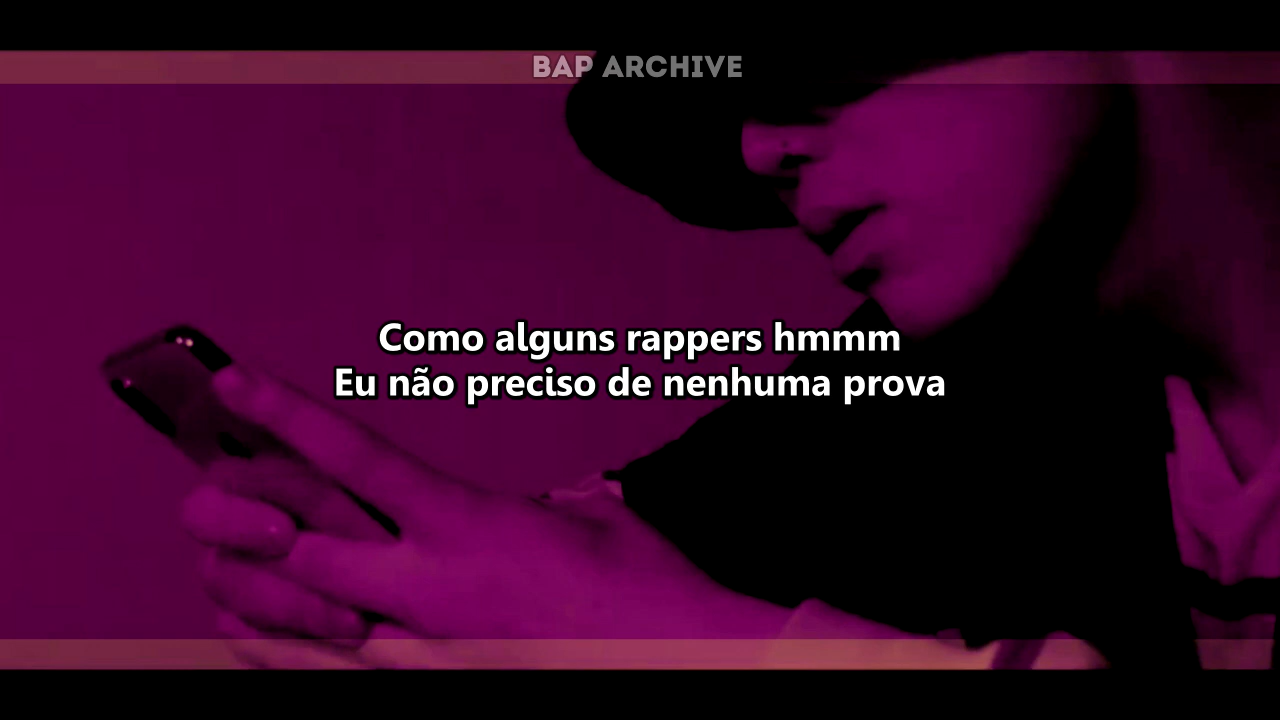 BAP ARCHIVE
Como alguns rappers hmmm
Eu não preciso de nenhuma prova